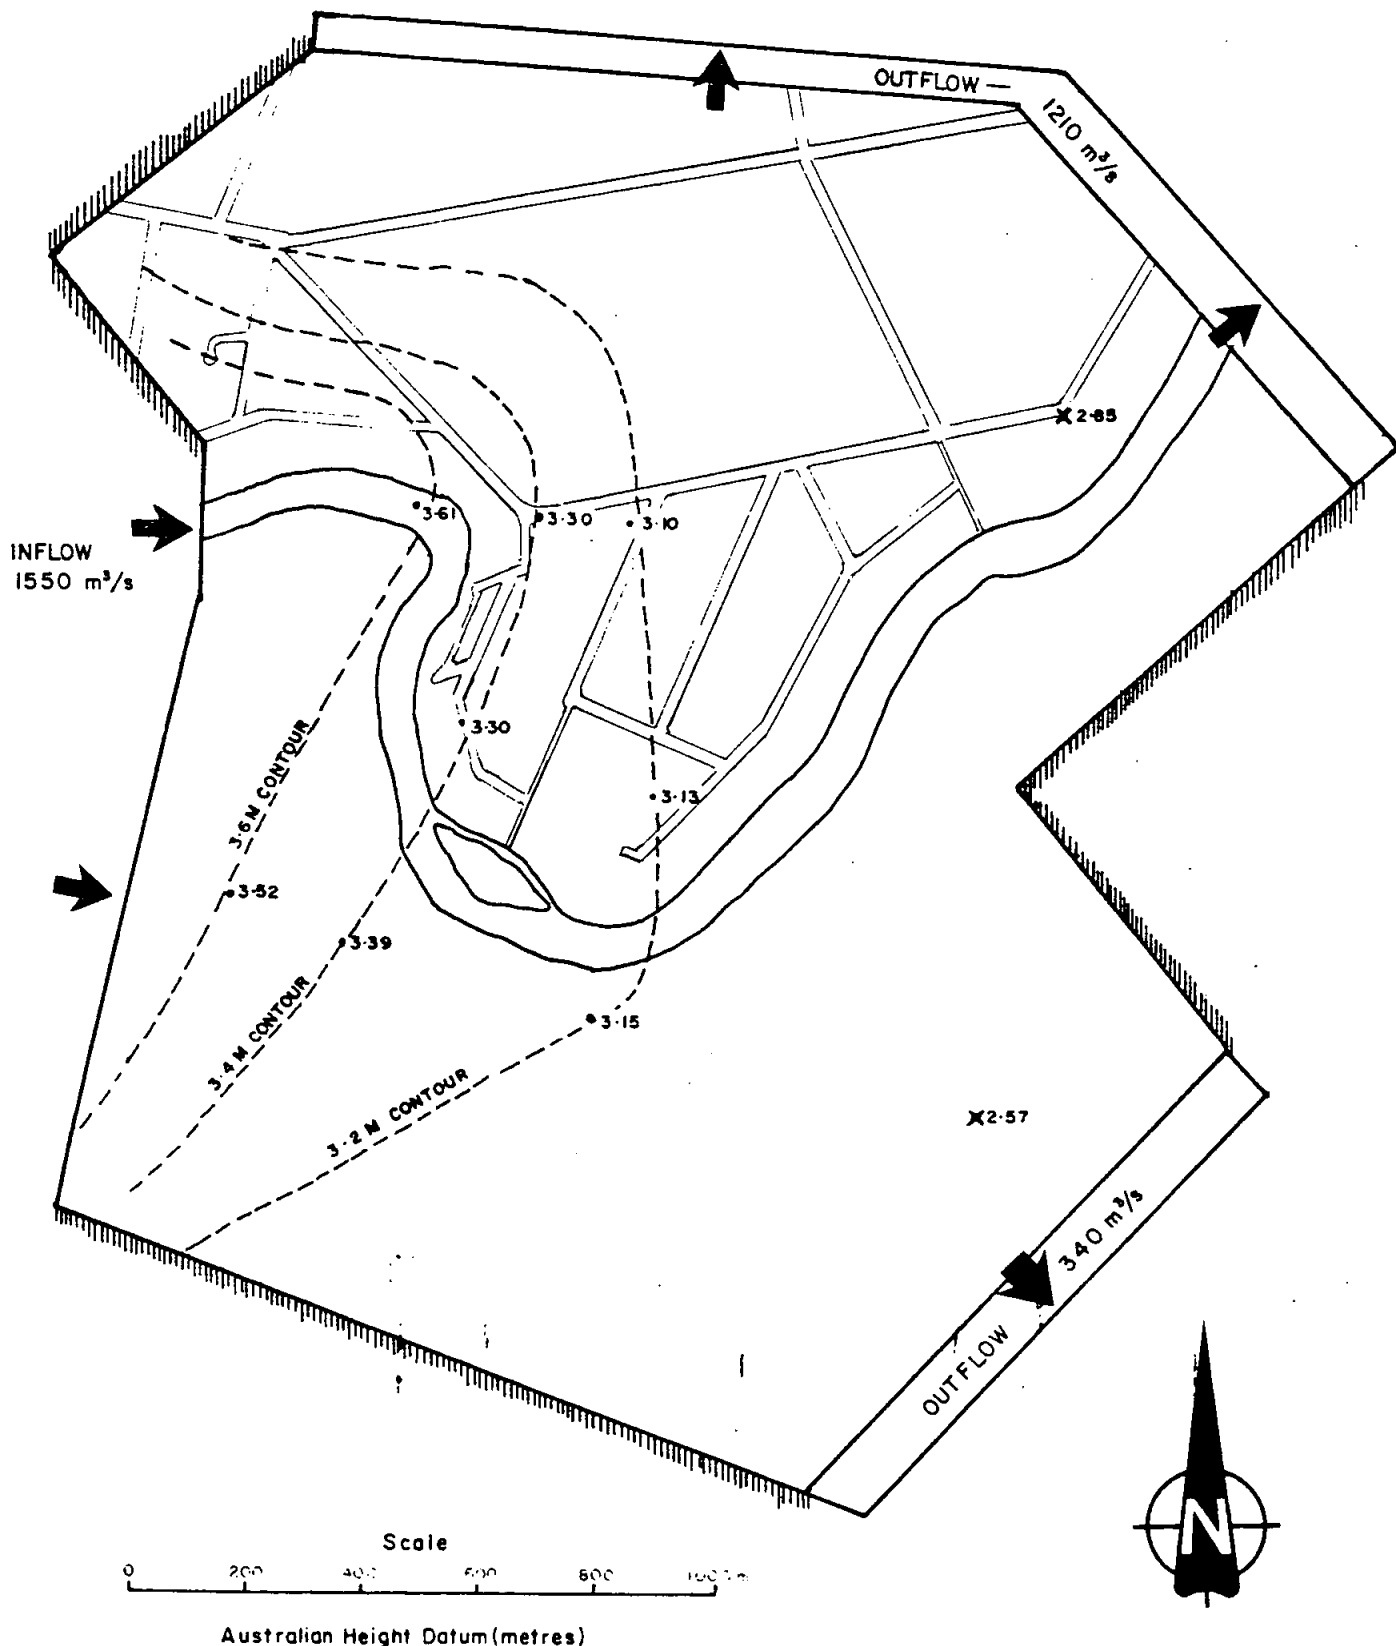 OUTFLOW —
1210 m³/s
2·85
3·61
3·30
3·10
INFLOW
1550 m³/s
3·30
3·6 M CONTOUR
3·13
3·52
3·39
3·4 M CONTOUR
3·15
3·2 M CONTOUR
2·57
340 m³/s
OUTFLOW
N
Scale
0 200 400 600 800 1000m
Australian Height Datum (metres)